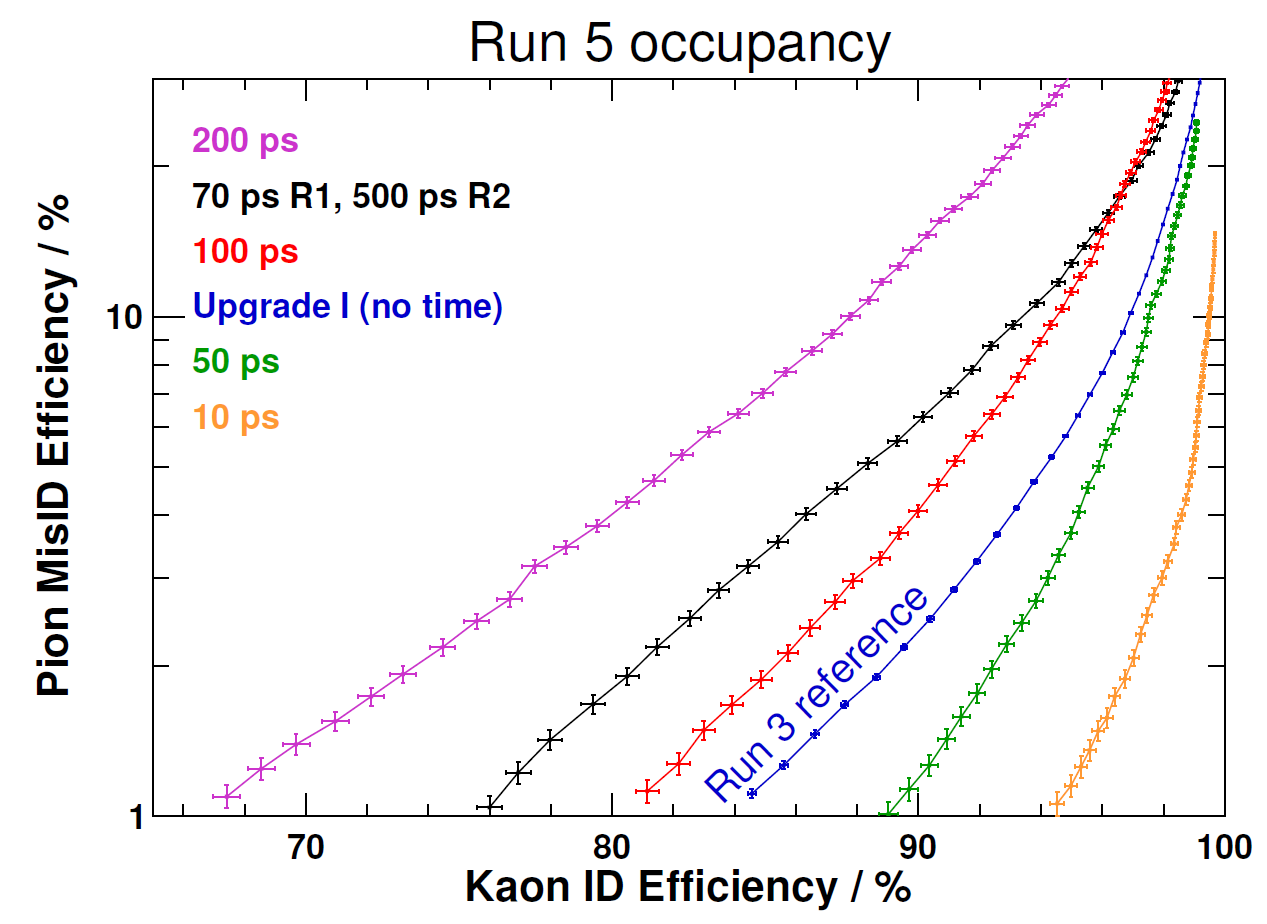 Run 5 occupancy
200 ps
70 ps R1, 500 ps R2
100 ps
Upgrade I (no time)
50 ps
10 ps
Run 3 reference
Pion MisID Efficiency / %
10
1
70 80 90 100
Kaon ID Efficiency / %